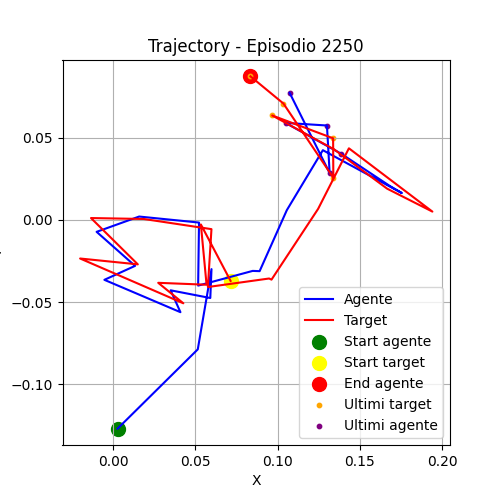 Trajectory - Episodio 2250
0.05
0.00
−0.05
−0.10
Agente
Target
Start agente
Start target
End agente
Ultimi target
Ultimi agente
0.00 0.05 0.10 0.15 0.20
X